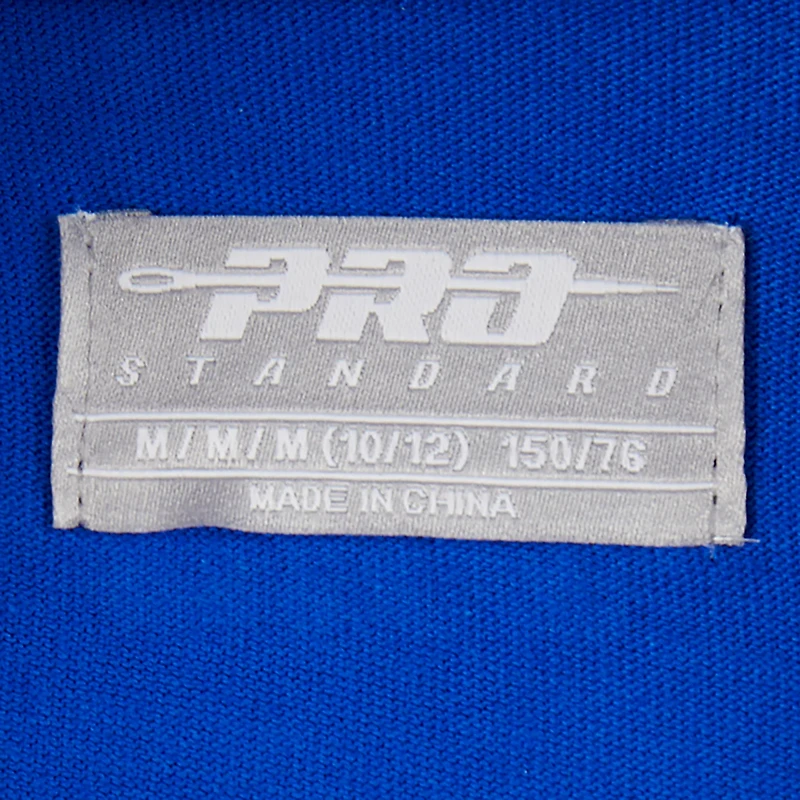 PRO
STANDARD
M/M/M (10/12) 150/76
MADE IN CHINA